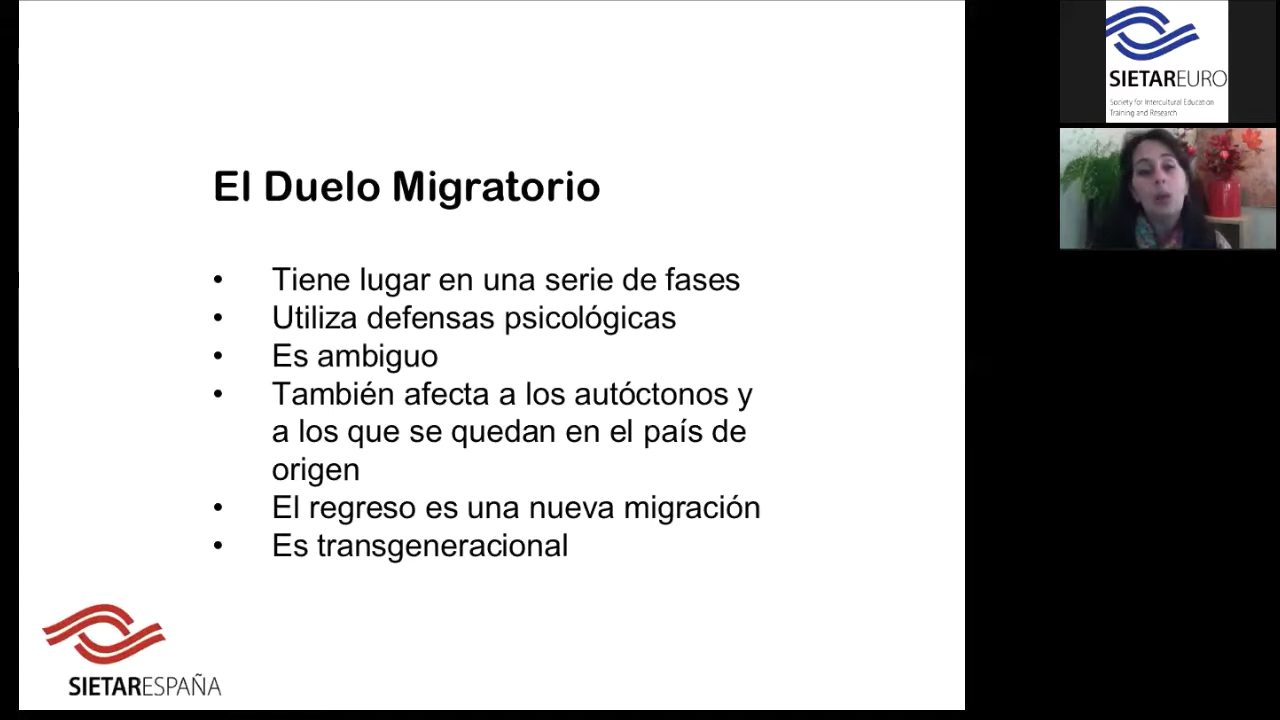 El Duelo Migratorio
• Tiene lugar en una serie de fases
• Utiliza defensas psicológicas
• Es ambiguo
• También afecta a los autóctonos y
a los que se quedan en el país de
origen
• El regreso es una nueva migración
• Es transgeneracional
SIETARESPAÑA
SIETAREURO
Society for Intercultural Education
Training and Research